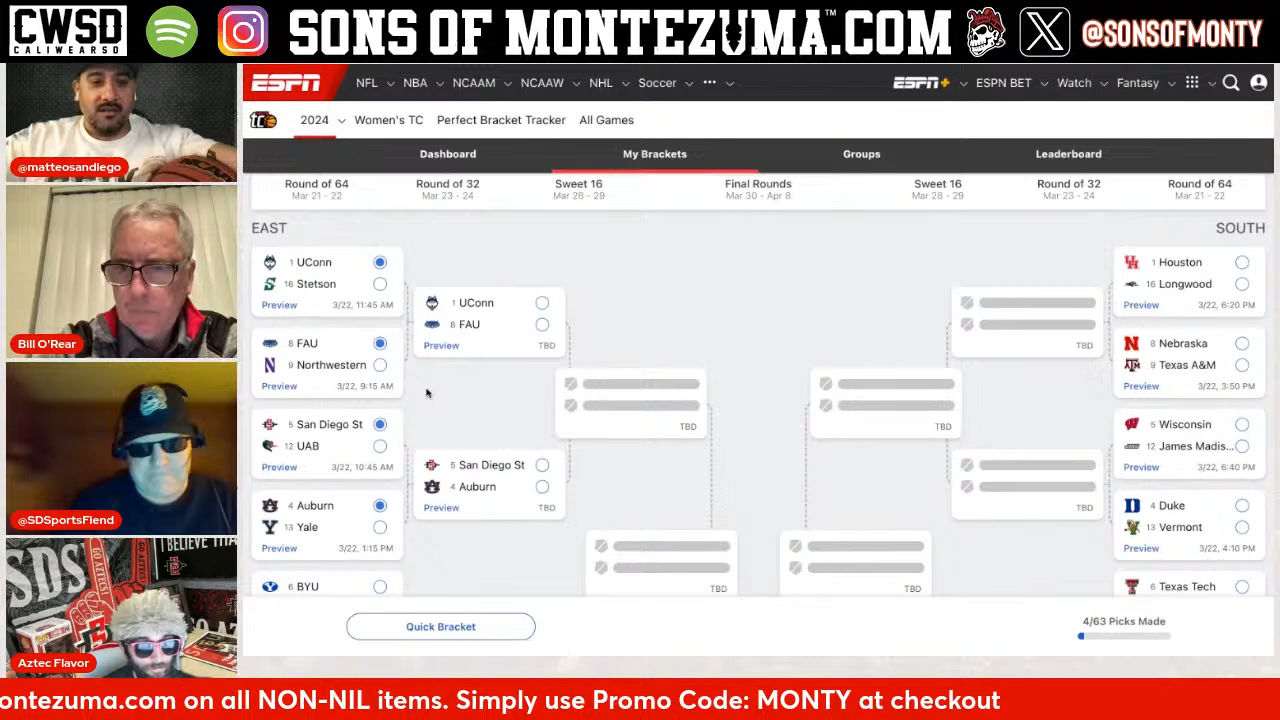 CWSD
CALIWEARSD
SONS OF MONTEZUMA.COM™
@SONSOFMONTY
@matteosandiego
Bill O'Rear
@SDSportsFiend
SDS
GO AZTECS!
I BELIEVE THA
Aztec Flavor
ESPN
NFL
NBA
NCAAM
NCAAW
NHL
Soccer
ESPN+
ESPN BET
Watch
Fantasy
tc
2024
Women's TC
Perfect Bracket Tracker
All Games
Dashboard
My Brackets
Groups
Leaderboard
Round of 64
Mar 21 - 22
Round of 32
Mar 23 - 24
Sweet 16
Mar 28 - 29
Final Rounds
Mar 30 - Apr 8
Sweet 16
Mar 28 - 29
Round of 32
Mar 23 - 24
Round of 64
Mar 21 - 22
EAST
1 UConn
16 Stetson
Preview 3/22, 11:45 AM
8 FAU
9 Northwestern
Preview 3/22, 9:15 AM
5 San Diego St
12 UAB
Preview 3/22, 10:45 AM
4 Auburn
13 Yale
Preview 3/22, 1:15 PM
6 BYU
1 UConn
8 FAU
Preview TBD
5 San Diego St
4 Auburn
Preview TBD
TBD
TBD
TBD
TBD
TBD
TBD
SOUTH
1 Houston
16 Longwood
Preview 3/22, 6:20 PM
8 Nebraska
9 Texas A&M
Preview 3/22, 3:50 PM
5 Wisconsin
12 James Madis...
Preview 3/22, 6:40 PM
4 Duke
13 Vermont
Preview 3/22, 4:10 PM
6 Texas Tech
Quick Bracket
4/63 Picks Made
ontezuma.com on all NON-NIL items. Simply use Promo Code: MONTY at checkout